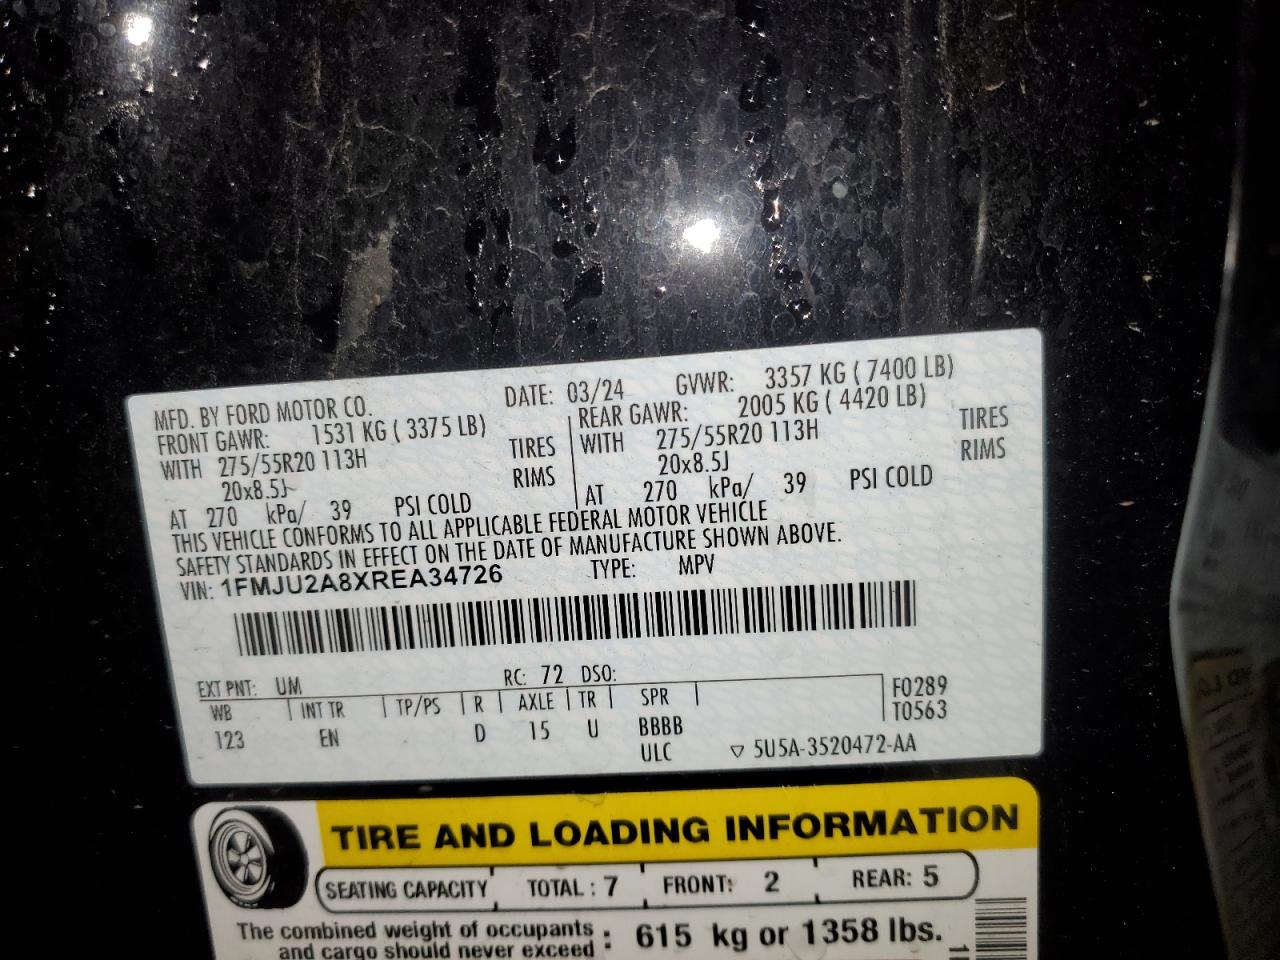 MFD. BY FORD MOTOR CO. DATE: 03/24 GVWR: 3357 KG ( 7400 LB)
FRONT GAWR: 1531 KG ( 3375 LB) REAR GAWR: 2005 KG ( 4420 LB)
WITH 275/55R20 113H TIRES WITH 275/55R20 113H TIRES
20x8.5J RIMS 20x8.5J RIMS
AT 270 kPa/ 39 PSI COLD AT 270 kPa/ 39 PSI COLD
THIS VEHICLE CONFORMS TO ALL APPLICABLE FEDERAL MOTOR VEHICLE
SAFETY STANDARDS IN EFFECT ON THE DATE OF MANUFACTURE SHOWN ABOVE.
VIN: 1FMJU2A8XREA34726 TYPE: MPV
EXT PNT: UM RC: 72 DSO:
WB INT TR TP/PS R AXLE TR SPR F0289
123 EN D 15 U BBBB T0563
ULC ▽ 5U5A-3520472-AA
TIRE AND LOADING INFORMATION
SEATING CAPACITY TOTAL : 7 FRONT: 2 REAR: 5
The combined weight of occupants
and cargo should never exceed : 615 kg or 1358 lbs.